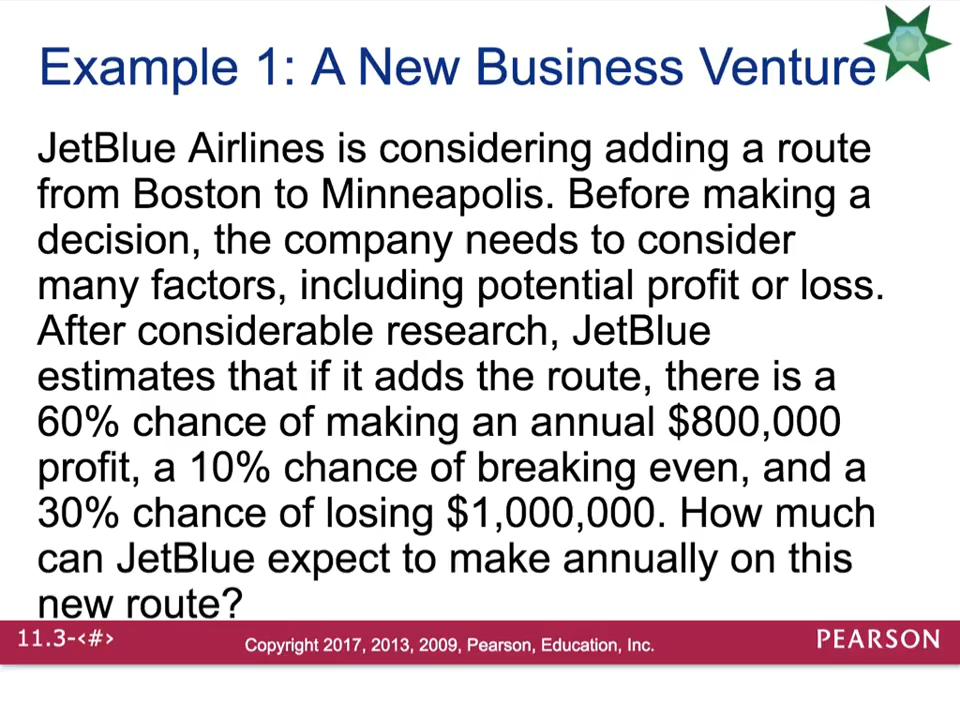 Example 1: A New Business Venture
JetBlue Airlines is considering adding a route
from Boston to Minneapolis. Before making a
decision, the company needs to consider
many factors, including potential profit or loss.
After considerable research, JetBlue
estimates that if it adds the route, there is a
60% chance of making an annual $800,000
profit, a 10% chance of breaking even, and a
30% chance of losing $1,000,000. How much
can JetBlue expect to make annually on this
new route?
11.3-<#>
Copyright 2017, 2013, 2009, Pearson, Education, Inc.
PEARSON